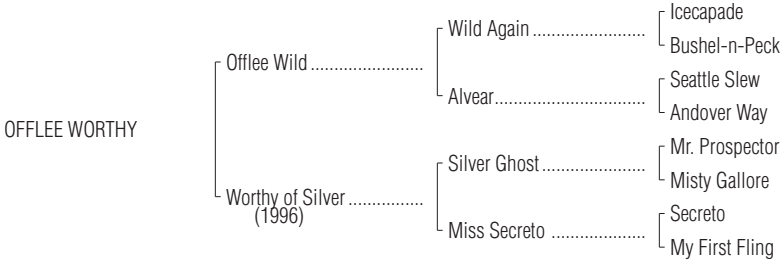 Icecapade
Wild Again ........................
Bushel-n-Peck
Offlee Wild ........................
Seattle Slew
Alvear ................................
Andover Way
OFFLEE WORTHY
Mr. Prospector
Silver Ghost ......................
Misty Gallore
Worthy of Silver ................
(1996)
Secreto
Miss Secreto ....................
My First Fling